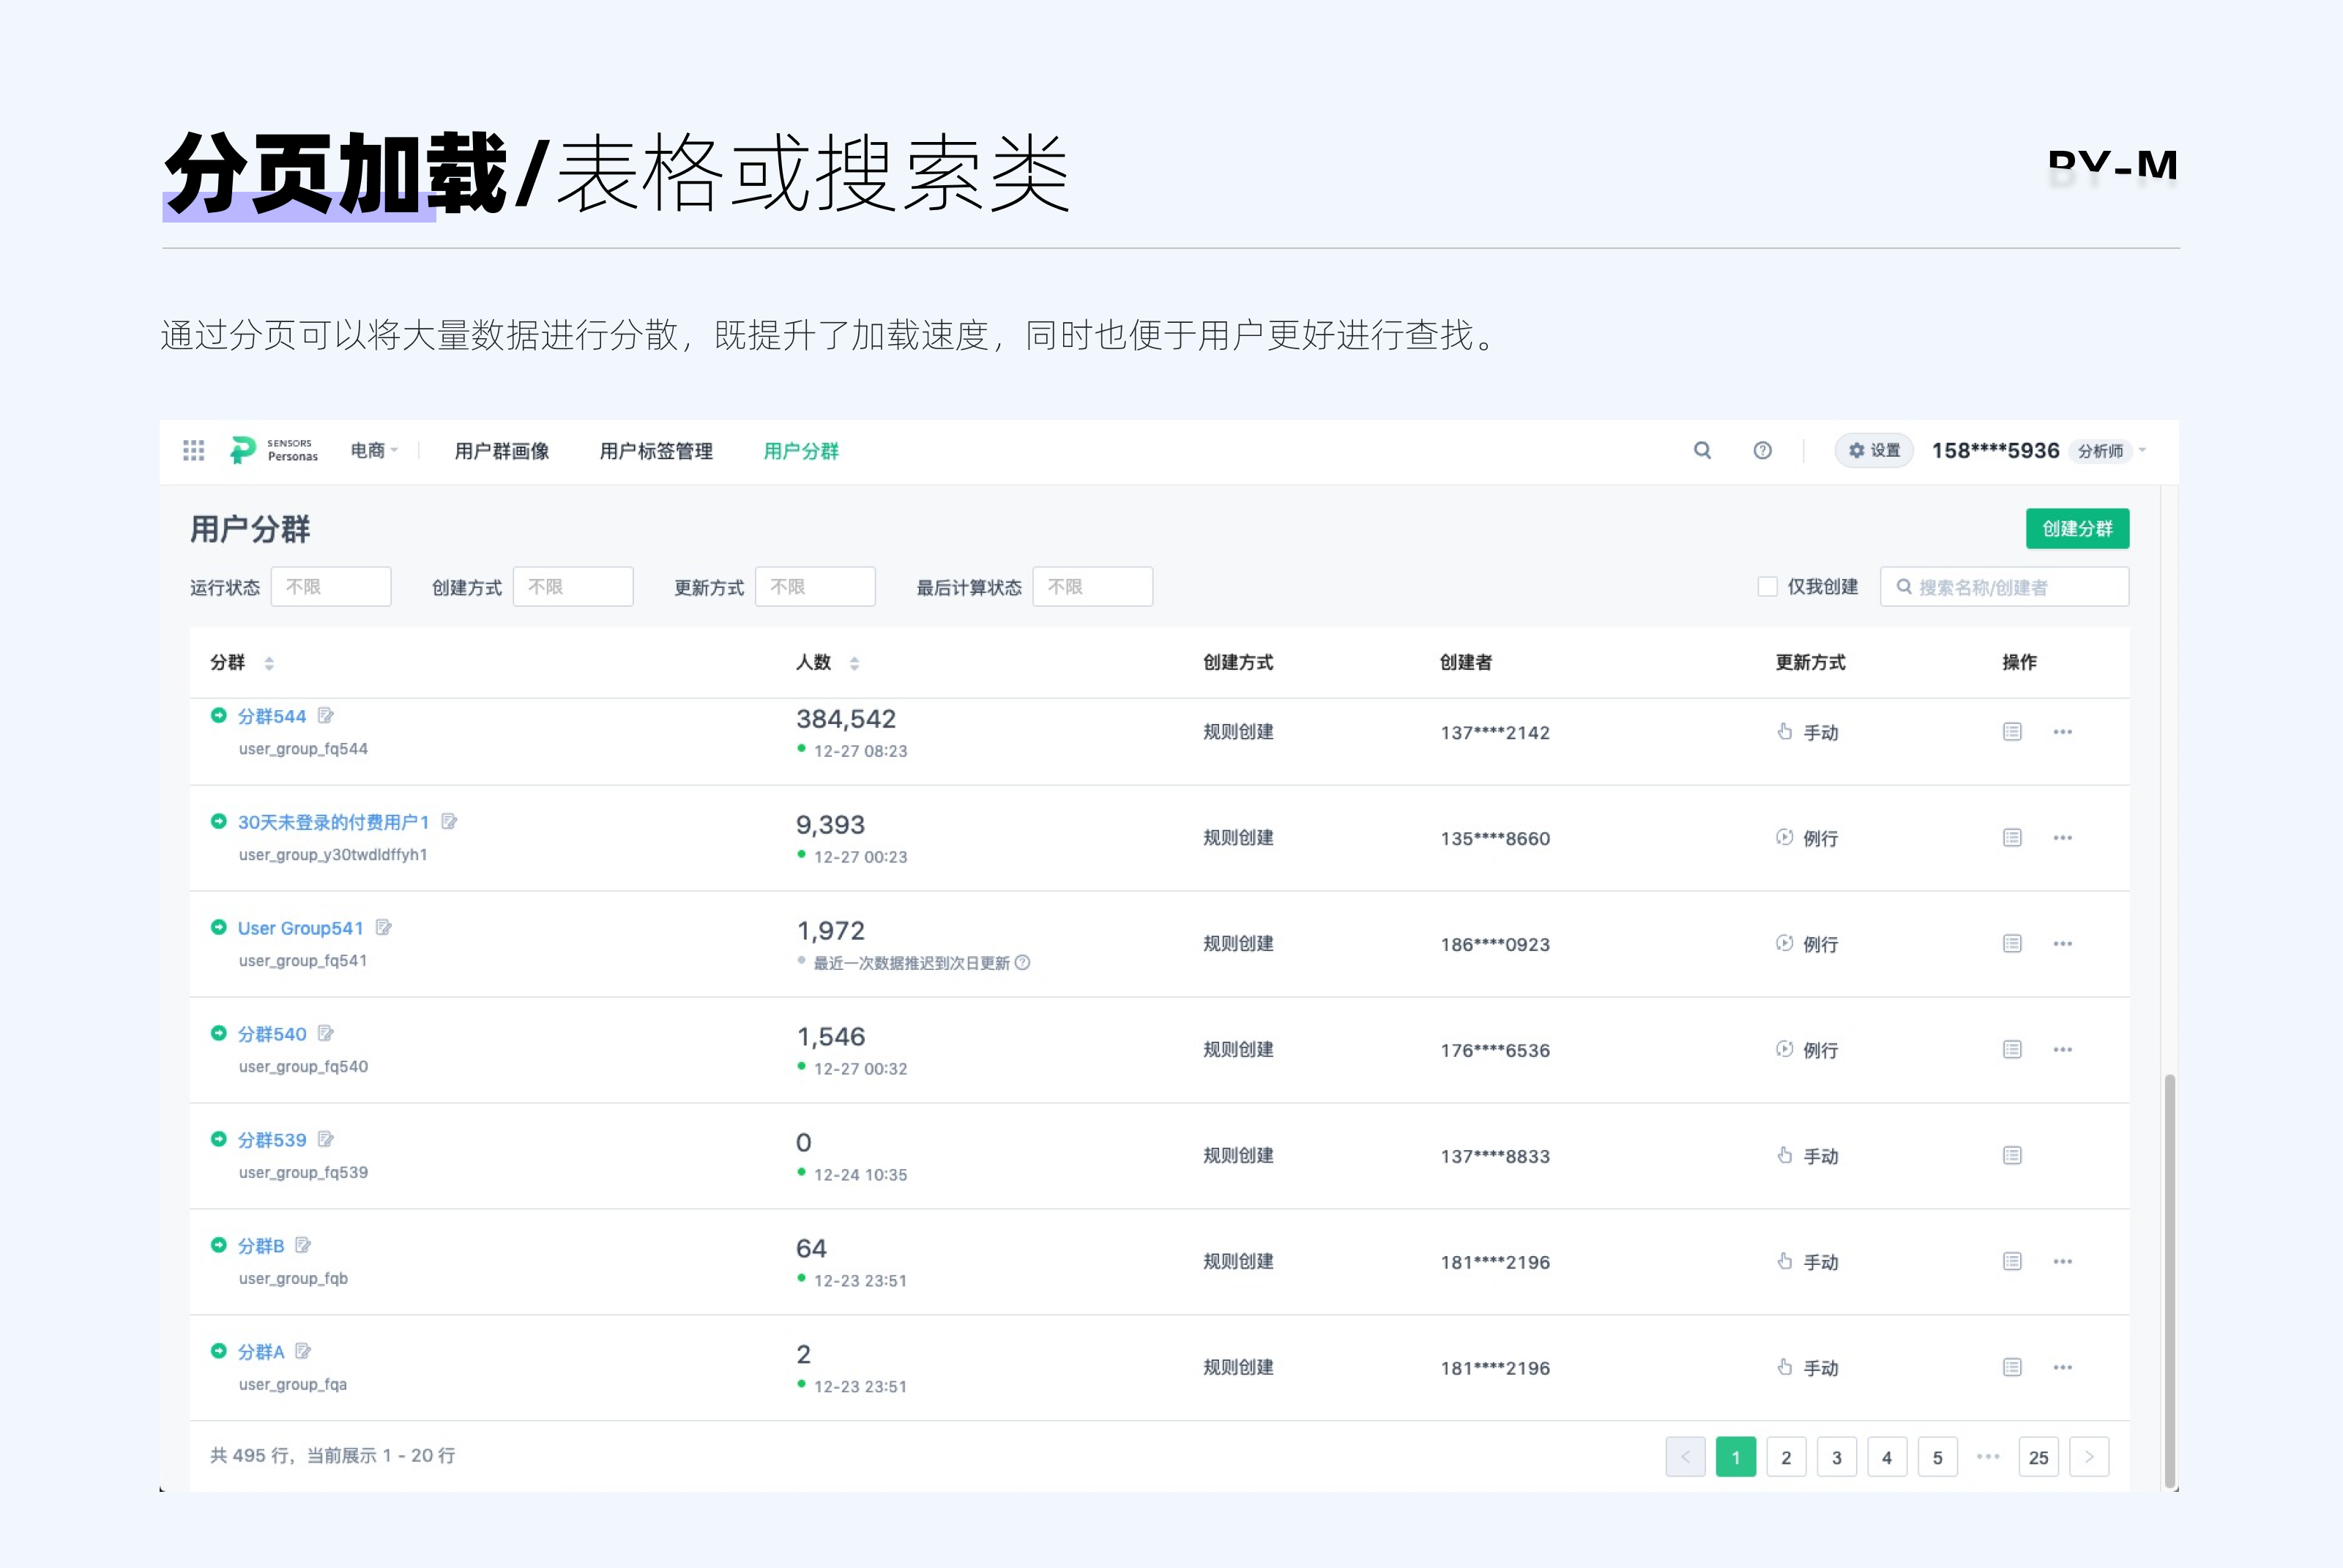 分页加载/表格或搜索类
BY-M
通过分页可以将大量数据进行分散，既提升了加载速度，同时也便于用户更好进行查找。
SENSORS
Personas
电商 用户群画像 用户标签管理 用户分群 设置 158****5936 分析师
用户分群 创建分群
运行状态 不限 创建方式 不限 更新方式 不限 最后计算状态 不限 仅我创建 搜索名称/创建者
分群 人数 创建方式 创建者 更新方式 操作
分群544 384,542 规则创建 137****2142 手动
user_group_fq544 12-27 08:23
30天未登录的付费用户1 9,393 规则创建 135****8660 例行
user_group_y30twdldffyh1 12-27 00:23
User Group541 1,972 规则创建 186****0923 例行
user_group_fq541 最近一次数据推迟到次日更新
分群540 1,546 规则创建 176****6536 例行
user_group_fq540 12-27 00:32
分群539 0 规则创建 137****8833 手动
user_group_fq539 12-24 10:35
分群B 64 规则创建 181****2196 手动
user_group_fqb 12-23 23:51
分群A 2 规则创建 181****2196 手动
user_group_fqa 12-23 23:51
共 495 行，当前展示 1 - 20 行 < 1 2 3 4 5 ••• 25 >